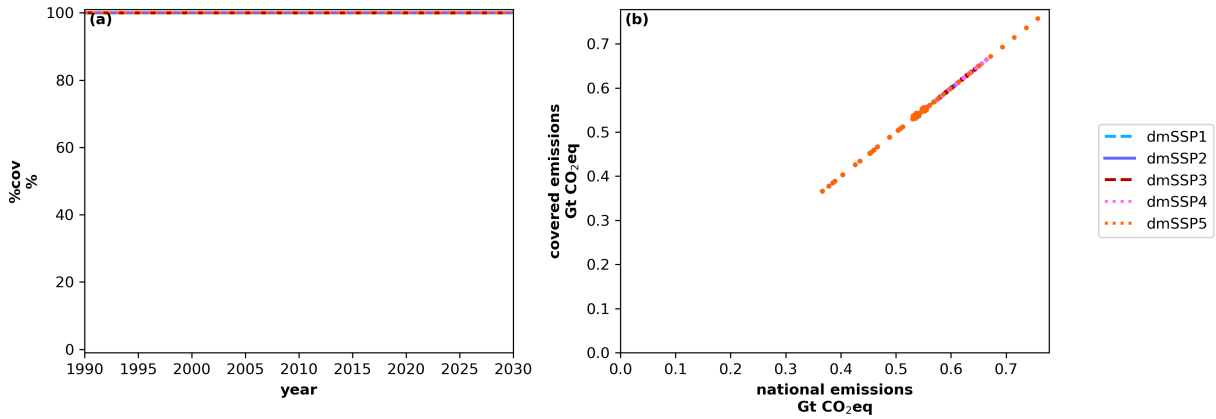 (a)
100
80
60
40
20
0
%cov
%
1990 1995 2000 2005 2010 2015 2020 2025 2030
year
(b)
0.7
0.6
0.5
0.4
0.3
0.2
0.1
0.0
covered emissions
Gt CO₂eq
0.0 0.1 0.2 0.3 0.4 0.5 0.6 0.7
national emissions
Gt CO₂eq
dmSSP1
dmSSP2
dmSSP3
dmSSP4
dmSSP5